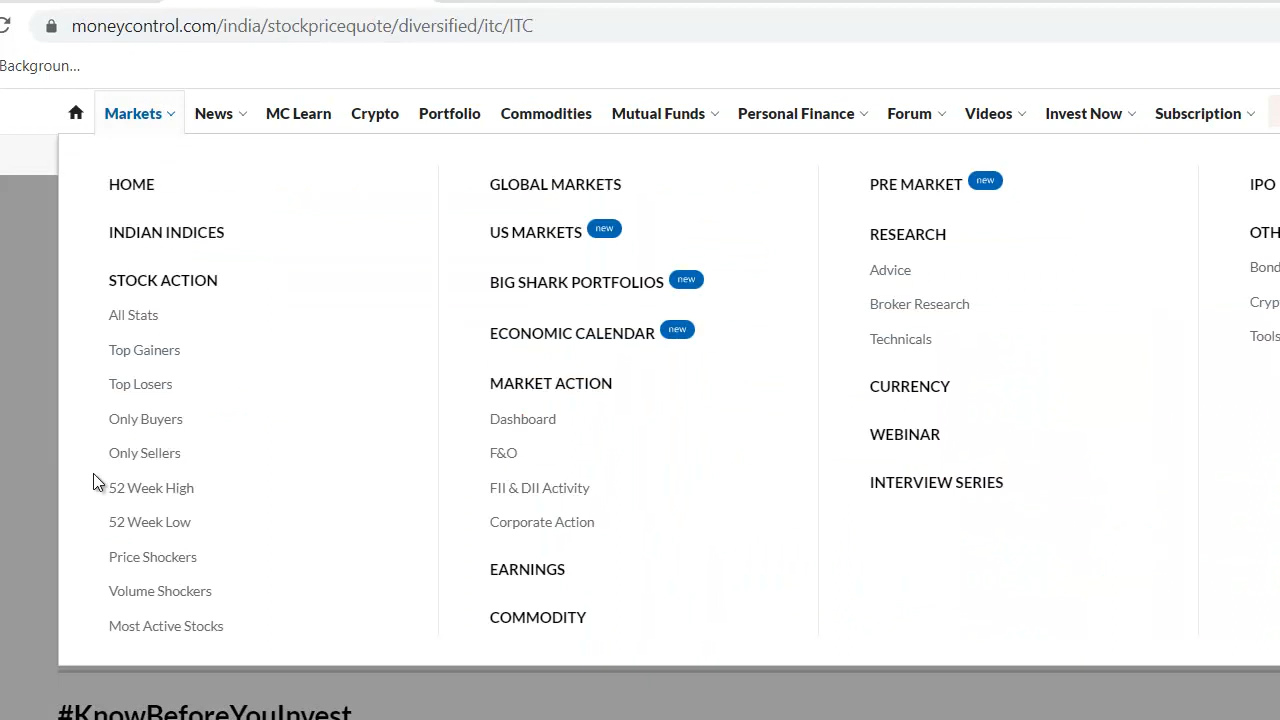 moneycontrol.com/india/stockpricequote/diversified/itc/ITC
Backgroun...
Markets News MC Learn Crypto Portfolio Commodities Mutual Funds Personal Finance Forum Videos Invest Now Subscription
HOME
INDIAN INDICES
STOCK ACTION
All Stats
Top Gainers
Top Losers
Only Buyers
Only Sellers
52 Week High
52 Week Low
Price Shockers
Volume Shockers
Most Active Stocks
GLOBAL MARKETS
US MARKETS new
BIG SHARK PORTFOLIOS new
ECONOMIC CALENDAR new
MARKET ACTION
Dashboard
F&O
FII & DII Activity
Corporate Action
EARNINGS
COMMODITY
PRE MARKET new
RESEARCH
Advice
Broker Research
Technicals
CURRENCY
WEBINAR
INTERVIEW SERIES
IPO
OTH
Bond
Cryp
Tools
#KnowBeforeYouInvest